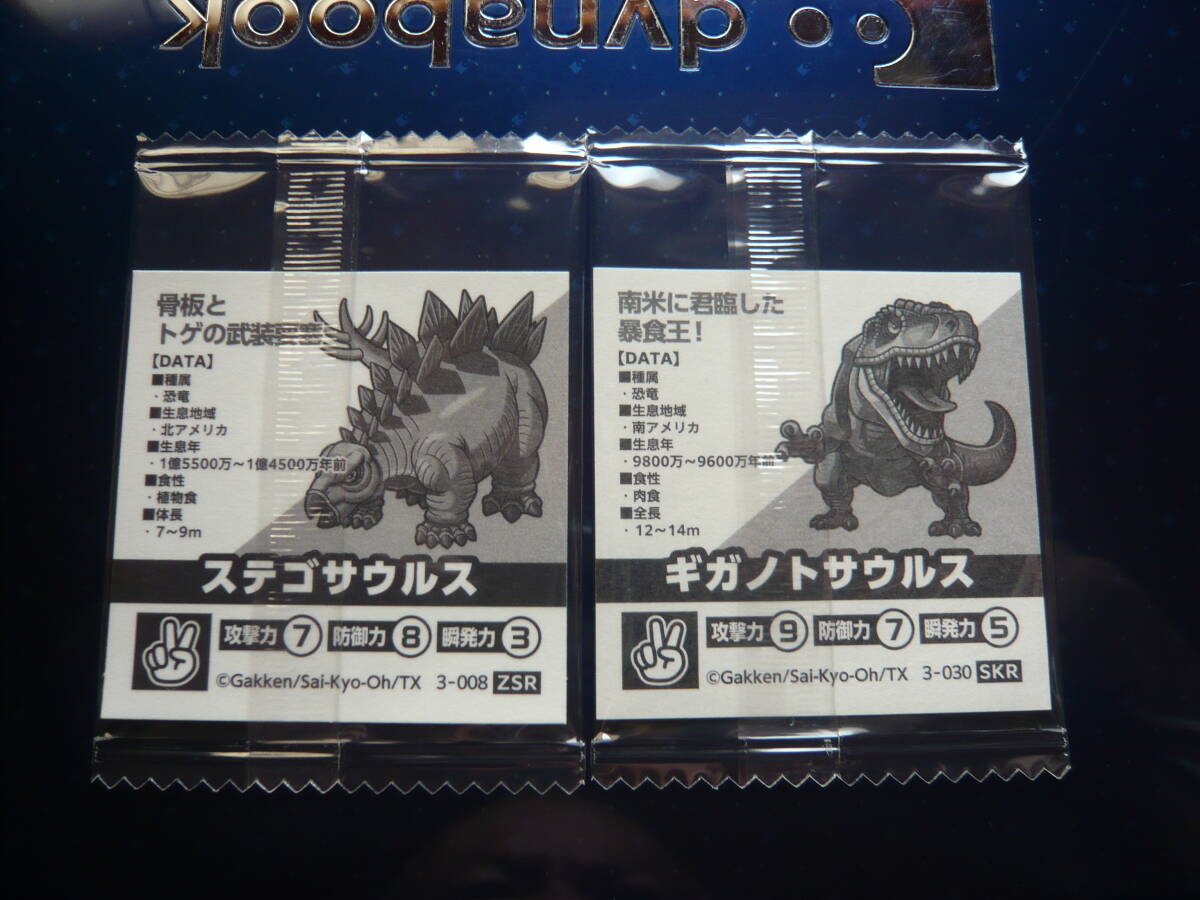 dynabook
骨板と
トゲの武装要塞
【DATA】
■種属
・恐竜
■生息地域
・北アメリカ
■生息年
・1億5500万～1億4500万年前
■食性
・植物食
■体長
・7～9m
ステゴサウルス
攻撃力 7 防御力 8 瞬発力 3
©Gakken/Sai-Kyo-Oh/TX 3-008 ZSR
南米に君臨した
暴食王！
【DATA】
■種属
・恐竜
■生息地域
・南アメリカ
■生息年
・9800万～9600万年前
■食性
・肉食
■全長
・12～14m
ギガノトサウルス
攻撃力 9 防御力 7 瞬発力 5
©Gakken/Sai-Kyo-Oh/TX 3-030 SKR